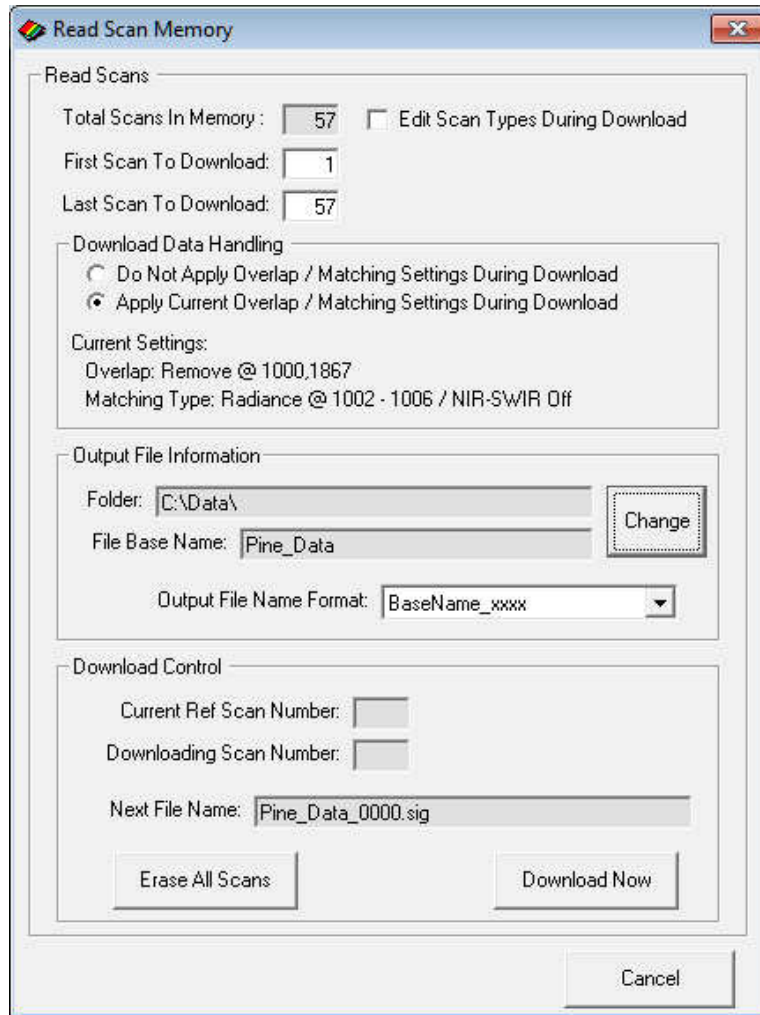 Read Scan Memory
Read Scans
Total Scans In Memory : 57 Edit Scan Types During Download
First Scan To Download: 1
Last Scan To Download: 57
Download Data Handling
Do Not Apply Overlap / Matching Settings During Download
Apply Current Overlap / Matching Settings During Download
Current Settings:
Overlap: Remove @ 1000,1867
Matching Type: Radiance @ 1002 - 1006 / NIR-SWIR Off
Output File Information
Folder: C:\Data\
Change
File Base Name: Pine_Data
Output File Name Format: BaseName_xxxx
Download Control
Current Ref Scan Number:
Downloading Scan Number:
Next File Name: Pine_Data_0000.sig
Erase All Scans Download Now
Cancel